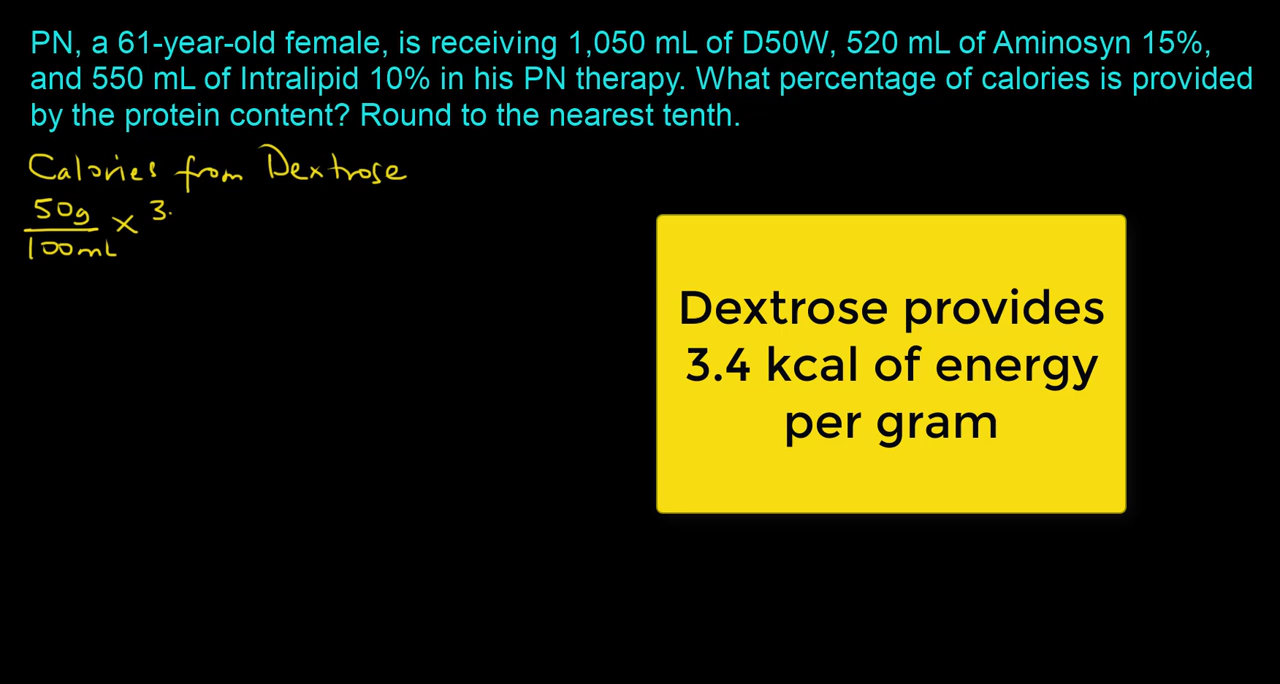 PN, a 61-year-old female, is receiving 1,050 mL of D50W, 520 mL of Aminosyn 15%,
and 550 mL of Intralipid 10% in his PN therapy. What percentage of calories is provided
by the protein content? Round to the nearest tenth.
Calories from Dextrose
50g
100mL
× 3.
Dextrose provides
3.4 kcal of energy
per gram